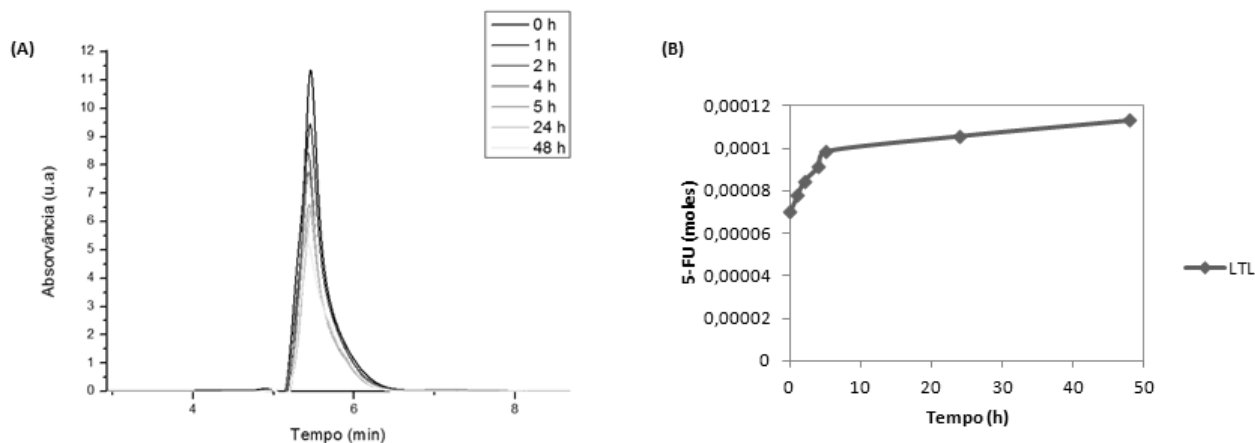 (A)
0 h
1 h
2 h
4 h
5 h
24 h
48 h
12
11
10
9
8
7
6
5
4
3
2
1
0
Absorvância (u.a)
4
6
8
Tempo (min)
(B)
0,00012
0,0001
0,00008
0,00006
0,00004
0,00002
0
5-FU (moles)
0
10
20
30
40
50
Tempo (h)
LTL